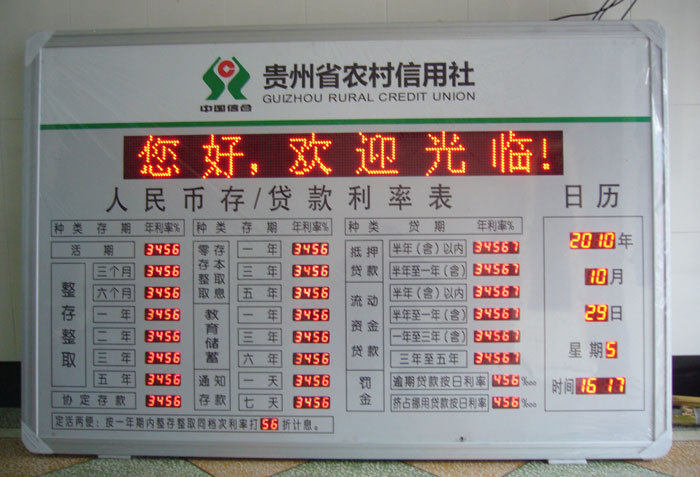 贵州省农村信用社
GUIZHOU RURAL CREDIT UNION
中国信合
您好,欢迎光临!
人民币存/贷款利率表
日历
种类 存期 年利率%
活期 3456
整存整取
三个月 3456
六个月 3456
一年 3456
二年 3456
三年 3456
五年 3456
协定存款 3456
种类 存期 年利率%
零存整取 存本取息
一年 3456
三年 3456
五年 3456
教育储蓄
一年 3456
三年 3456
六年 3456
通知存款
一天 3456
七天 3456
定活两便:按一年期内整存整取同档次利率打56折计息。
种类 贷期 年利率%
抵押贷款
半年(含)以内 34567
半年至一年(含) 34567
流动资金贷款
半年(含)以内 34567
半年至一年(含) 34567
一年至三年(含) 34567
三年至五年 34567
罚金
逾期贷款按日利率 456‱
挤占挪用贷款按日利率 456‱
2010年
10月
29日
星期5
时间 16 17